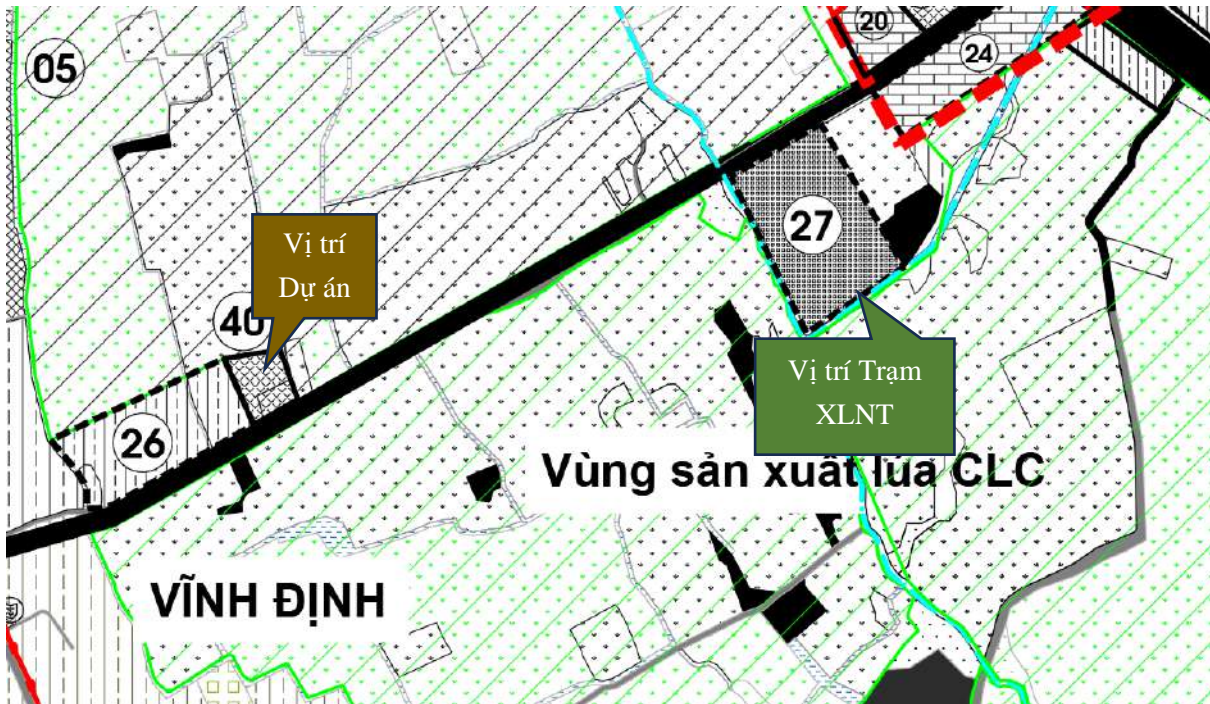 20
24
05
27
Vị trí
Dự án
40
Vị trí Trạm
XLNT
26
Vùng sản xuất lúa CLC
VĨNH ĐỊNH